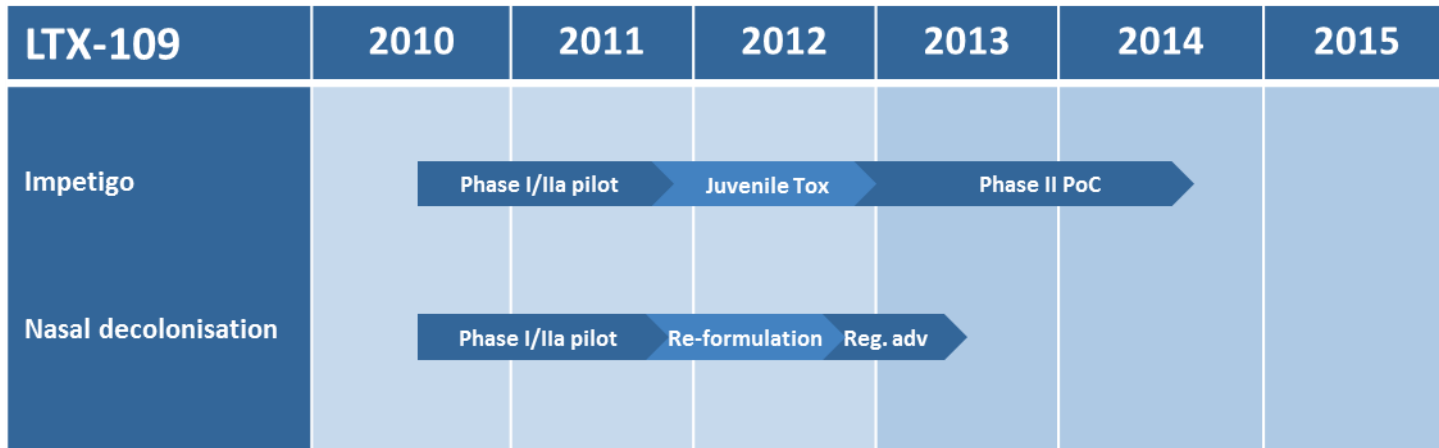 LTX-109 2010 2011 2012 2013 2014 2015
Impetigo Phase I/IIa pilot Juvenile Tox Phase II PoC
Nasal decolonisation Phase I/IIa pilot Re-formulation Reg. adv